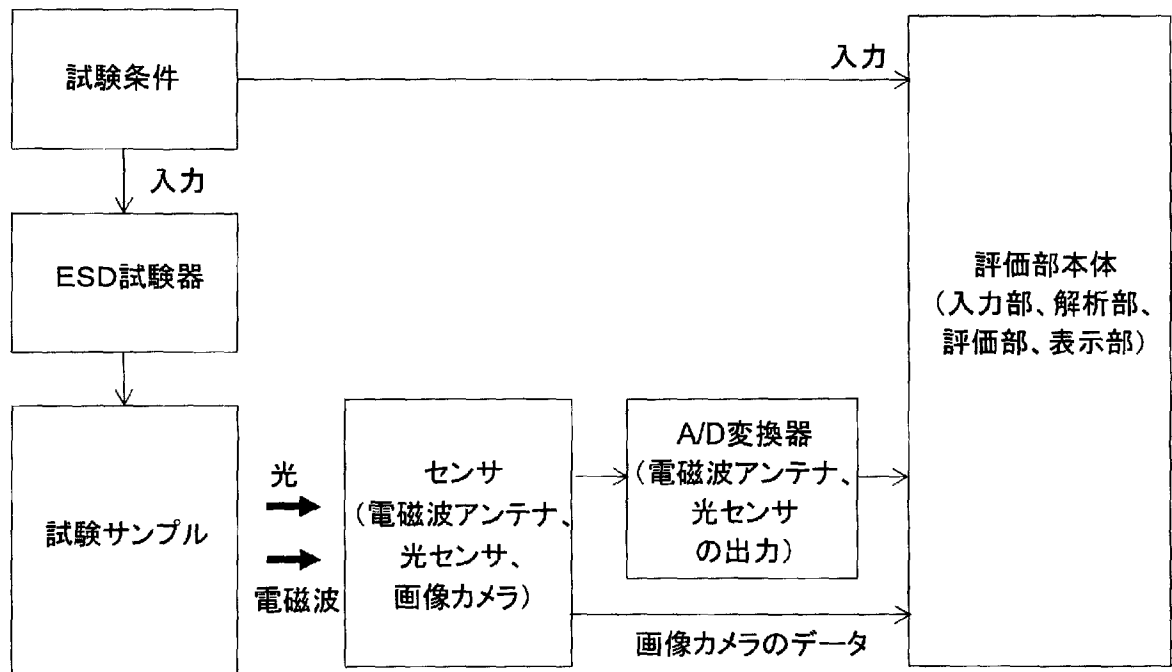 試験条件
入力
入力
ESD試験器
評価部本体
（入力部、解析部、
評価部、表示部）
試験サンプル
光
電磁波
センサ
（電磁波アンテナ、
光センサ、
画像カメラ）
A/D変換器
（電磁波アンテナ、
光センサ
の出力）
画像カメラのデータ